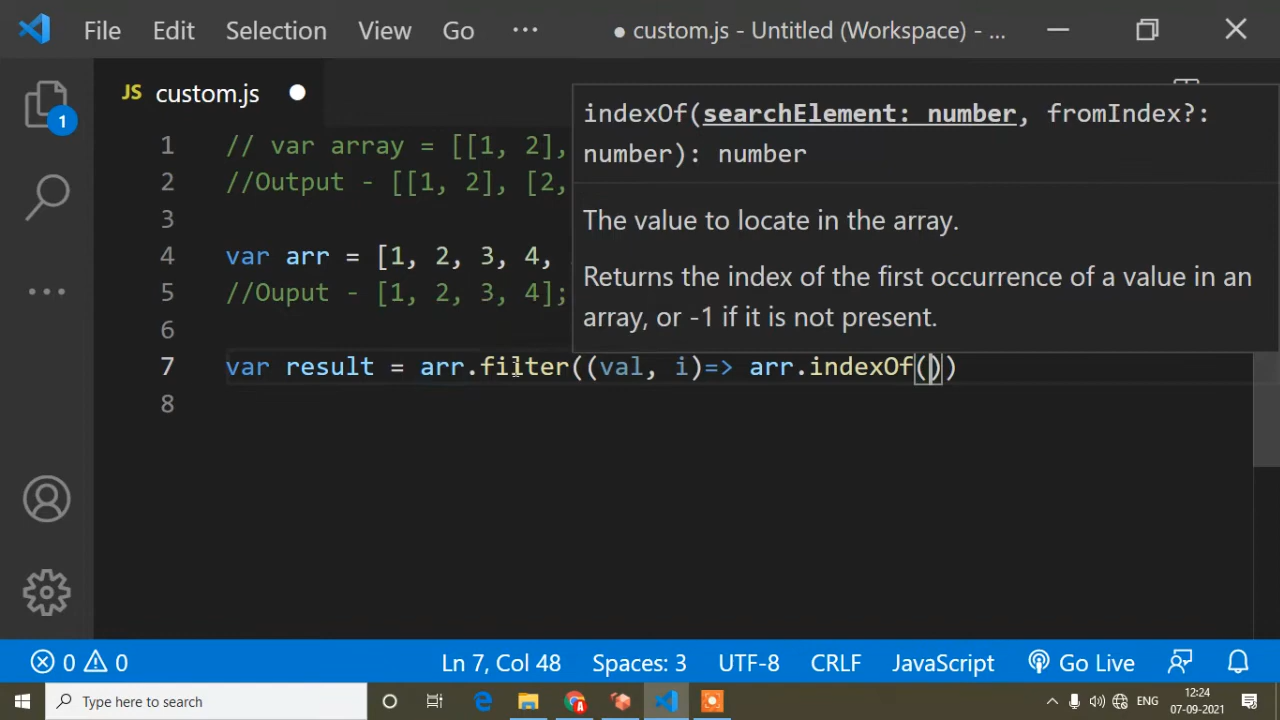 File Edit Selection View Go ··· ● custom.js - Untitled (Workspace) - ...
JS custom.js ●
1
indexOf(searchElement: number, fromIndex?:
number): number
The value to locate in the array.
Returns the index of the first occurrence of a value in an
array, or -1 if it is not present.
1 // var array = [[1, 2],
2 //Output - [[1, 2], [2,
3
4 var arr = [1, 2, 3, 4,
5 //Ouput - [1, 2, 3, 4];
6
7 var result = arr.filter((val, i)=> arr.indexOf())
8
0 0 Ln 7, Col 48 Spaces: 3 UTF-8 CRLF JavaScript Go Live
Type here to search ENG 12:24
07-09-2021